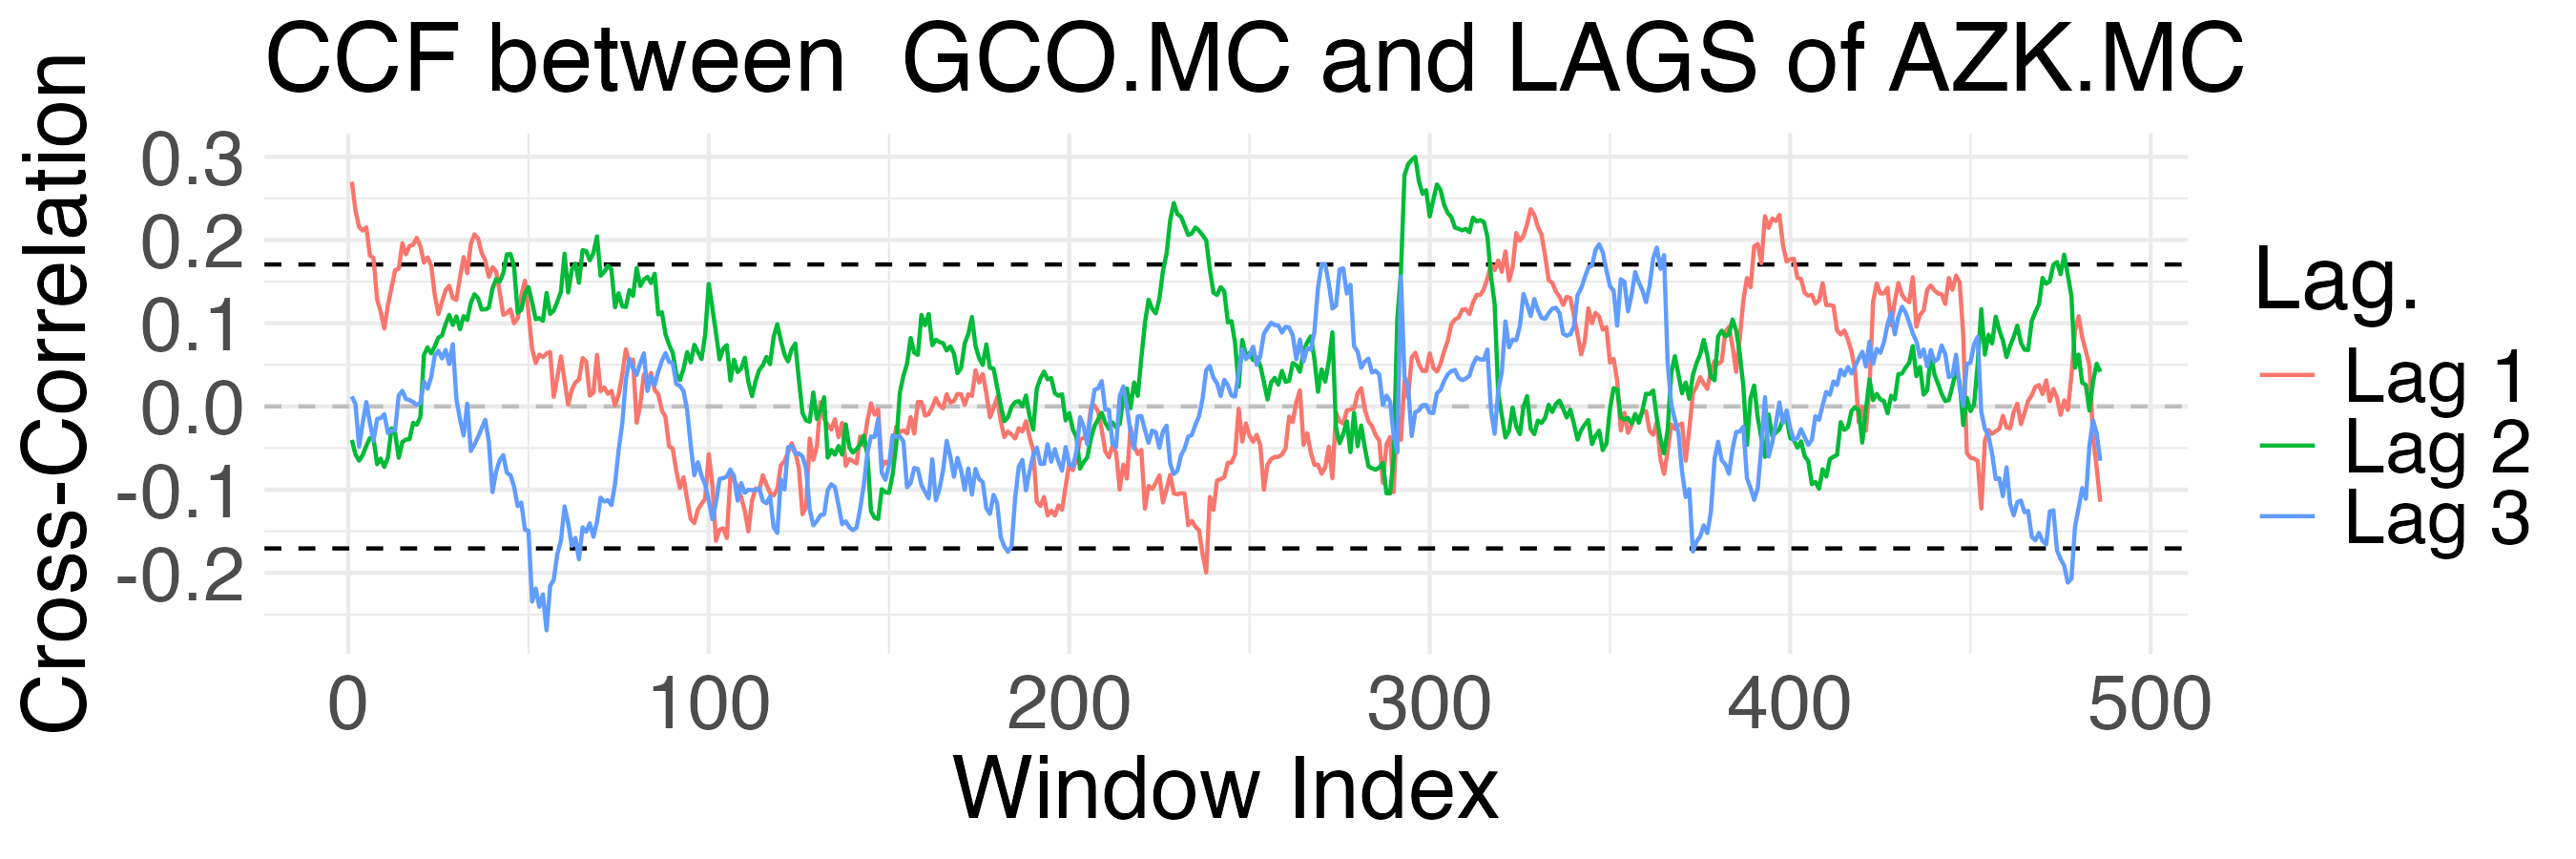 CCF between  GCO.MC and LAGS of AZK.MC
Cross-Correlation
0.3
0.2
0.1
0.0
-0.1
-0.2
0 100 200 300 400 500
Window Index
Lag.
Lag 1
Lag 2
Lag 3